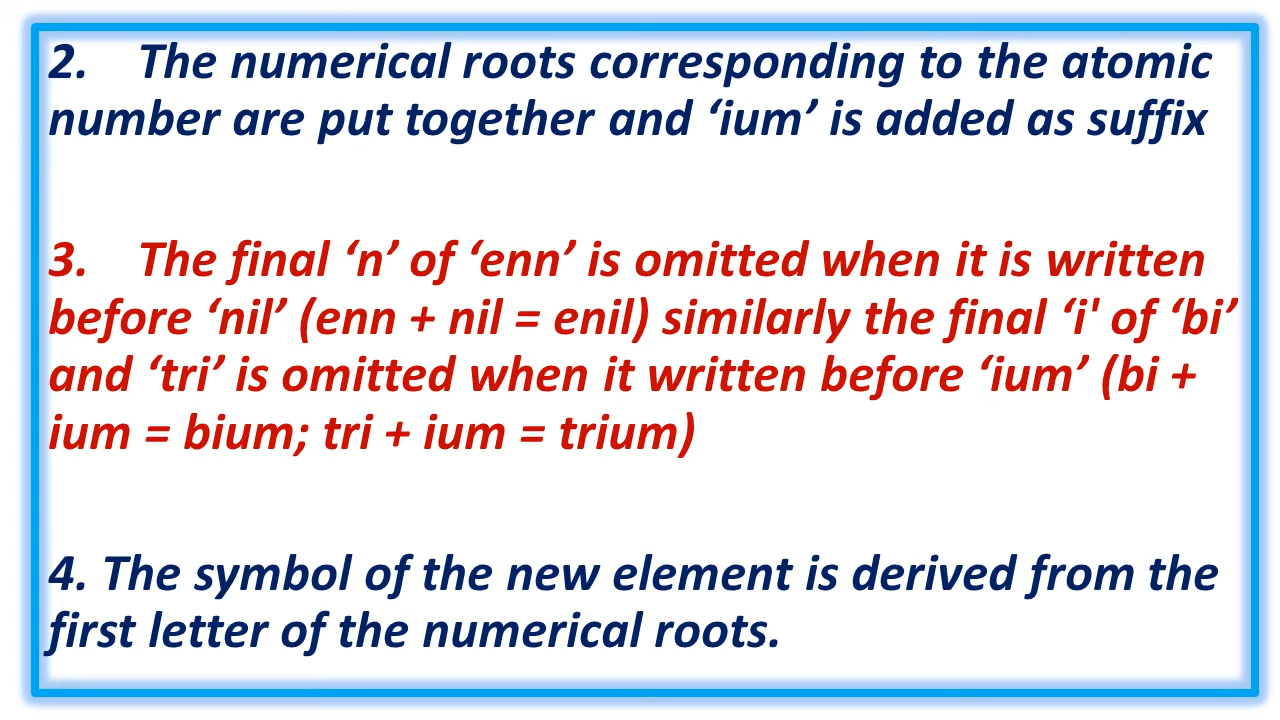 2. The numerical roots corresponding to the atomic
number are put together and ‘ium’ is added as suffix
3. The final ‘n’ of ‘enn’ is omitted when it is written
before ‘nil’ (enn + nil = enil) similarly the final ‘i' of ‘bi’
and ‘tri’ is omitted when it written before ‘ium’ (bi +
ium = bium; tri + ium = trium)
4. The symbol of the new element is derived from the
first letter of the numerical roots.